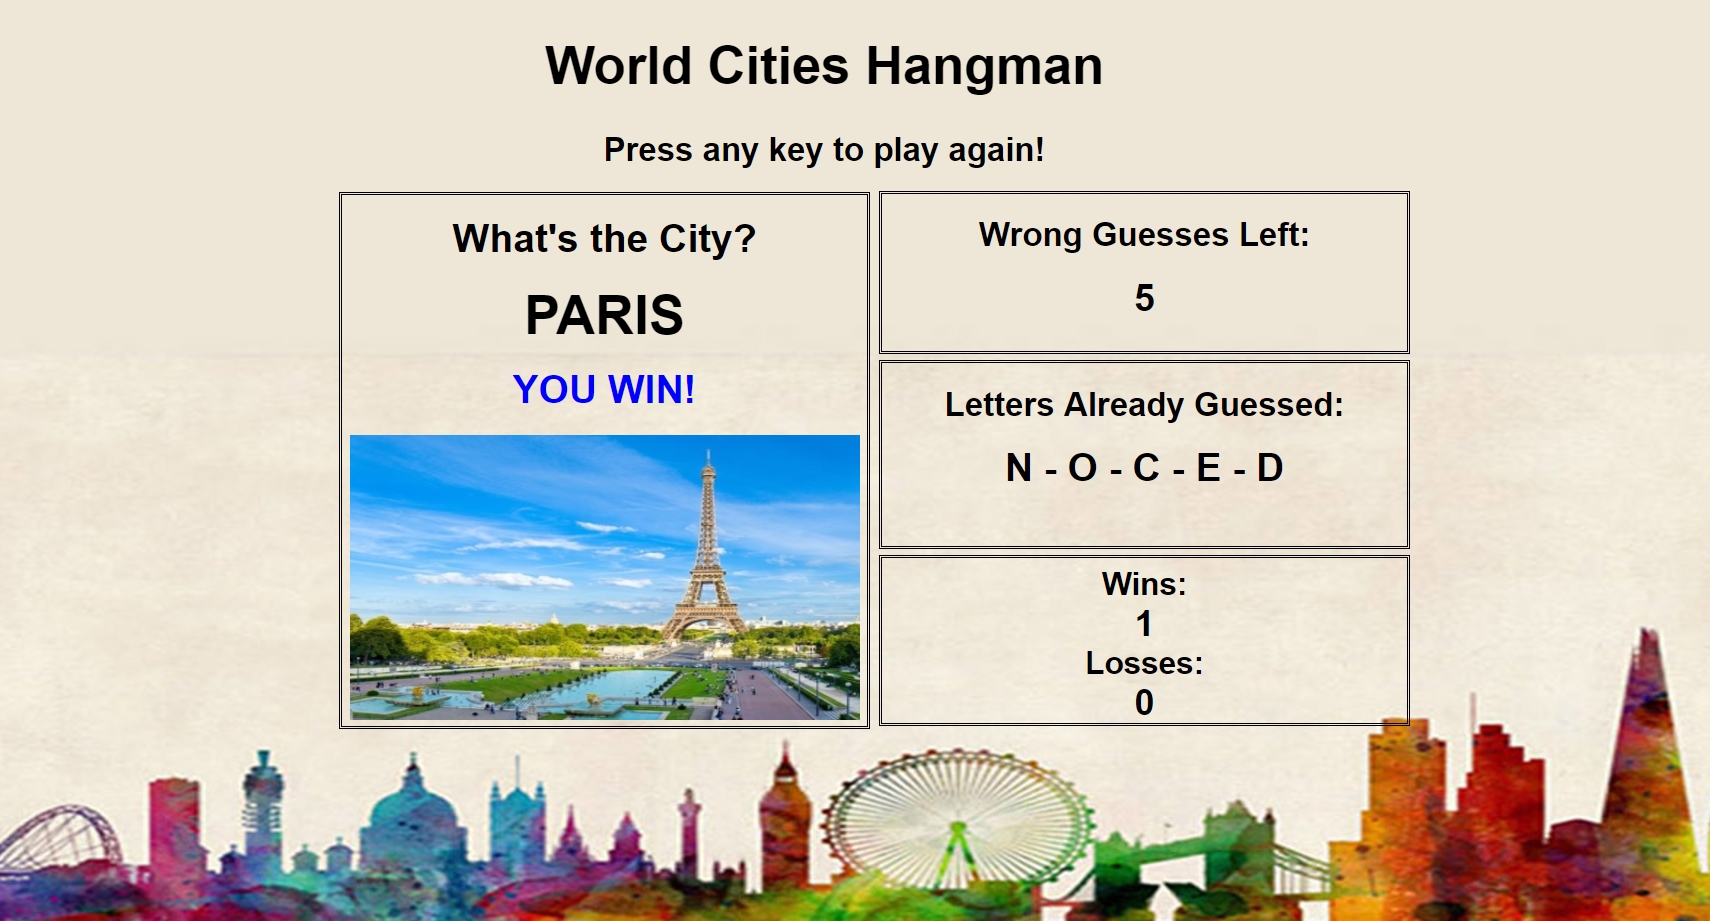 World Cities Hangman
Press any key to play again!
What's the City?
PARIS
YOU WIN!
Wrong Guesses Left:
5
Letters Already Guessed:
N - O - C - E - D
Wins:
1
Losses:
0